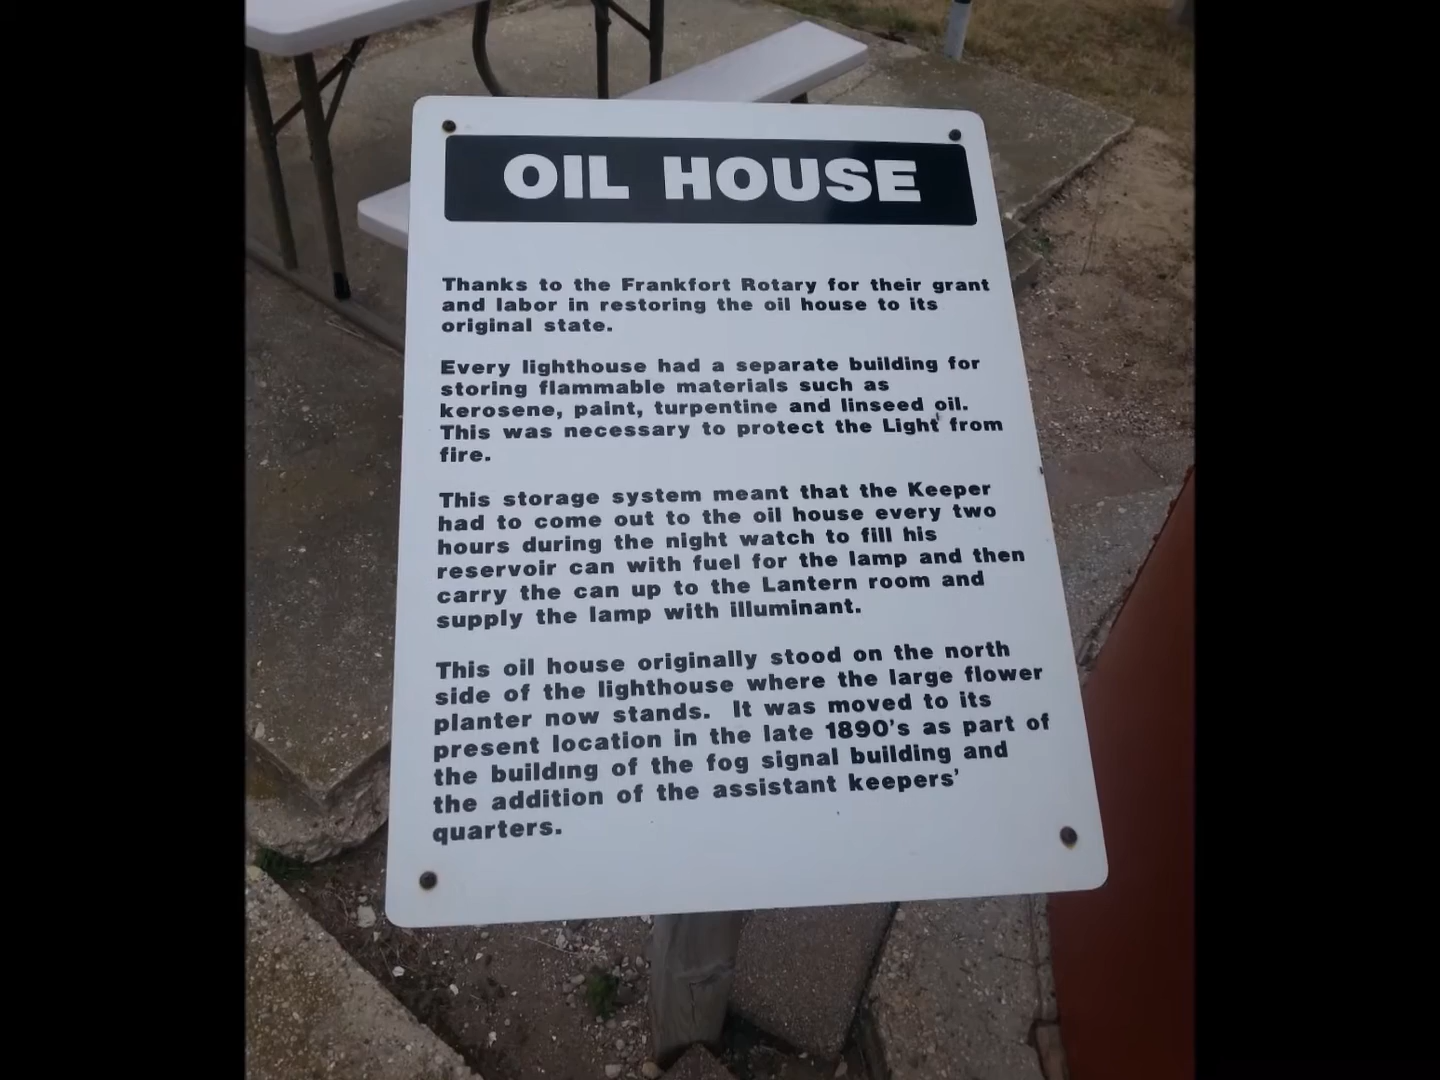 OIL HOUSE
Thanks to the Frankfort Rotary for their grant
and labor in restoring the oil house to its
original state.
Every lighthouse had a separate building for
storing flammable materials such as
kerosene, paint, turpentine and linseed oil.
This was necessary to protect the Light from
fire.
This storage system meant that the Keeper
had to come out to the oil house every two
hours during the night watch to fill his
reservoir can with fuel for the lamp and then
carry the can up to the Lantern room and
supply the lamp with illuminant.
This oil house originally stood on the north
side of the lighthouse where the large flower
planter now stands. It was moved to its
present location in the late 1890's as part of
the building of the fog signal building and
the addition of the assistant keepers'
quarters.